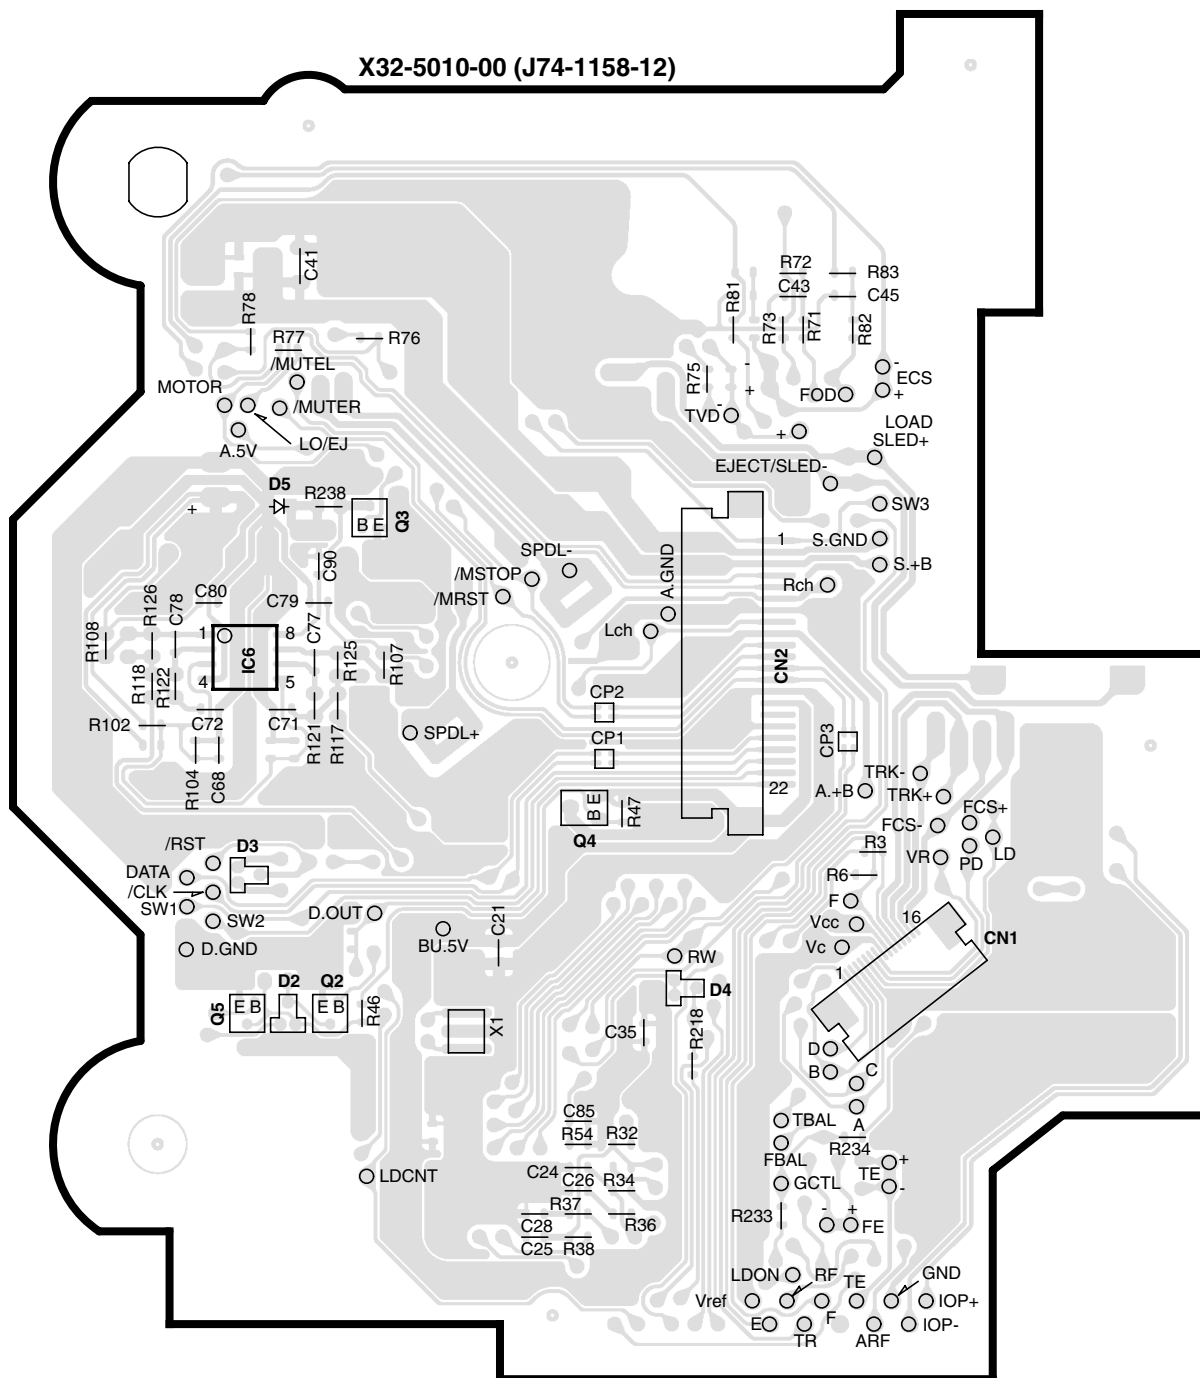 X32-5010-00 (J74-1158-12)
C41
R72
R83
C43
C45
R81
R73
R71
R82
R78
R77
R76
/MUTEL
R75
-
+
-
ECS
+
MOTOR
/MUTER
FOD
TVD
-
+
LOAD
SLED+
A.5V
LO/EJ
EJECT/SLED-
D5
R238
+
B E
Q3
SW3
1
S.GND
S.+B
SPDL-
/MSTOP
/MRST
A.GND
Rch
Lch
C90
C80
C79
R126
C78
R108
1
8
IC6
4
5
C77
R125
R107
R118
R122
CN2
CP2
R102
C72
C71
R121
R117
SPDL+
CP1
CP3
R104
C68
22
TRK-
A.+B
TRK+
B E
Q4
R47
FCS+
FCS-
LD
/RST
D3
R3
VR
PD
DATA
R6
/CLK
SW1
F
SW2
D.OUT
C21
Vcc
16
CN1
D.GND
BU.5V
RW
Vc
1
D2
Q2
D4
Q5
E B
E B
R46
X1
C35
R218
D
B
C
C85
TBAL
A
R54
R32
R234
FBAL
+
TE
-
LDCNT
C24
C26
R34
GCTL
R37
R233
-
+
FE
C28
R36
C25
R38
LDON
RF
TE
GND
Vref
IOP+
E
TR
F
ARF
IOP-